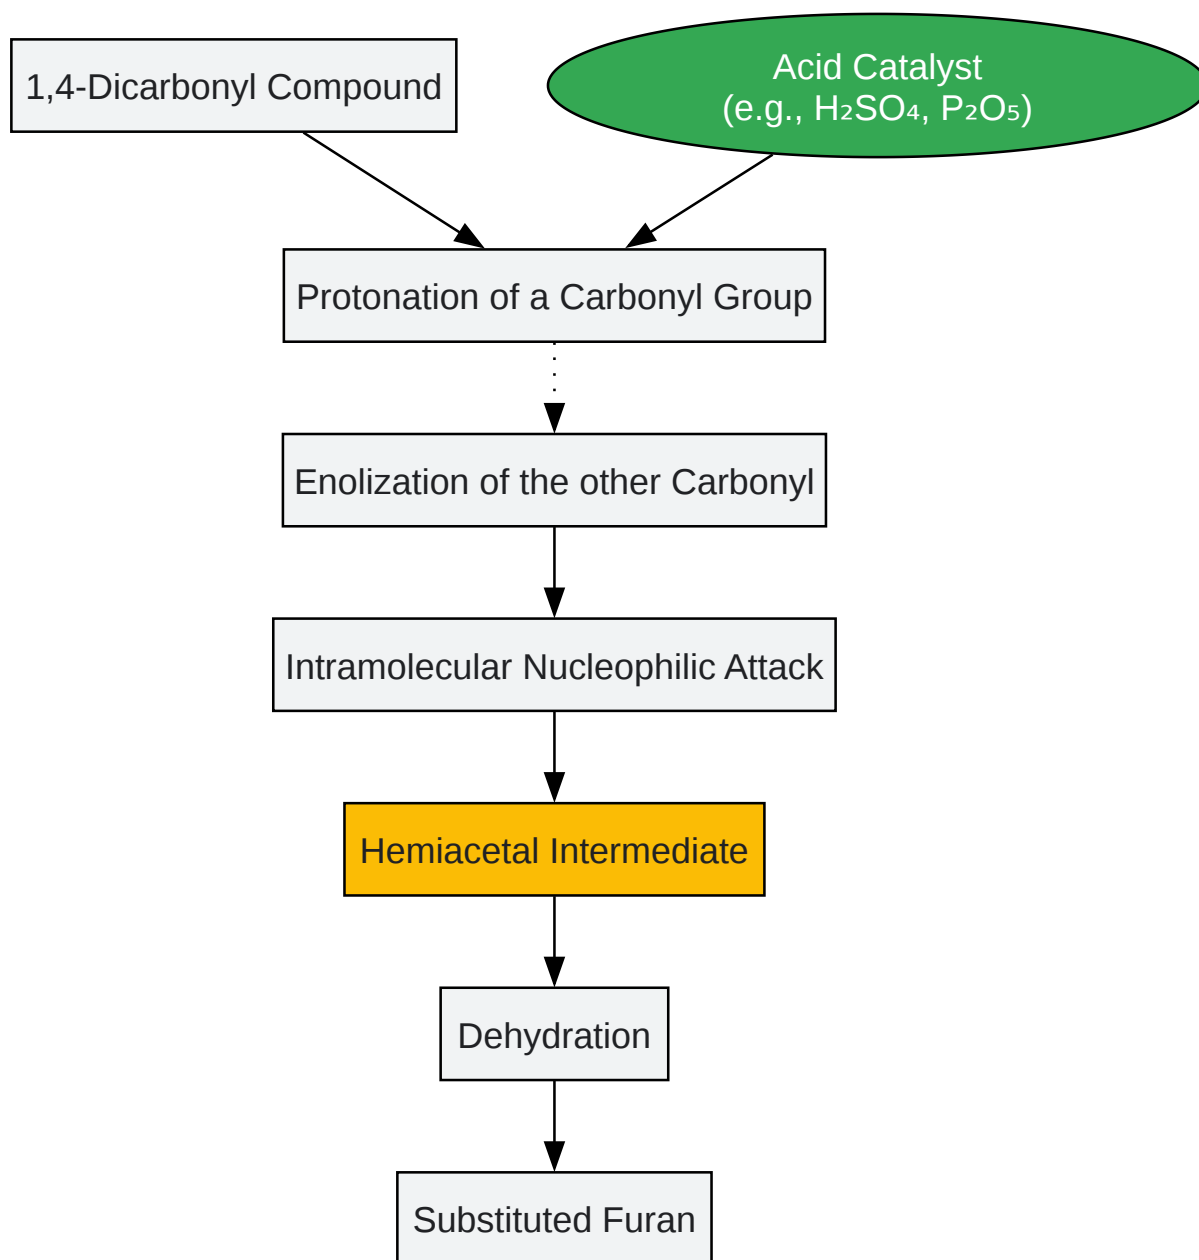 1,4-Dicarbonyl Compound
Acid Catalyst
(e.g., H₂SO₄, P₂O₅)
Protonation of a Carbonyl Group
Enolization of the other Carbonyl
Intramolecular Nucleophilic Attack
Hemiacetal Intermediate
Dehydration
Substituted Furan